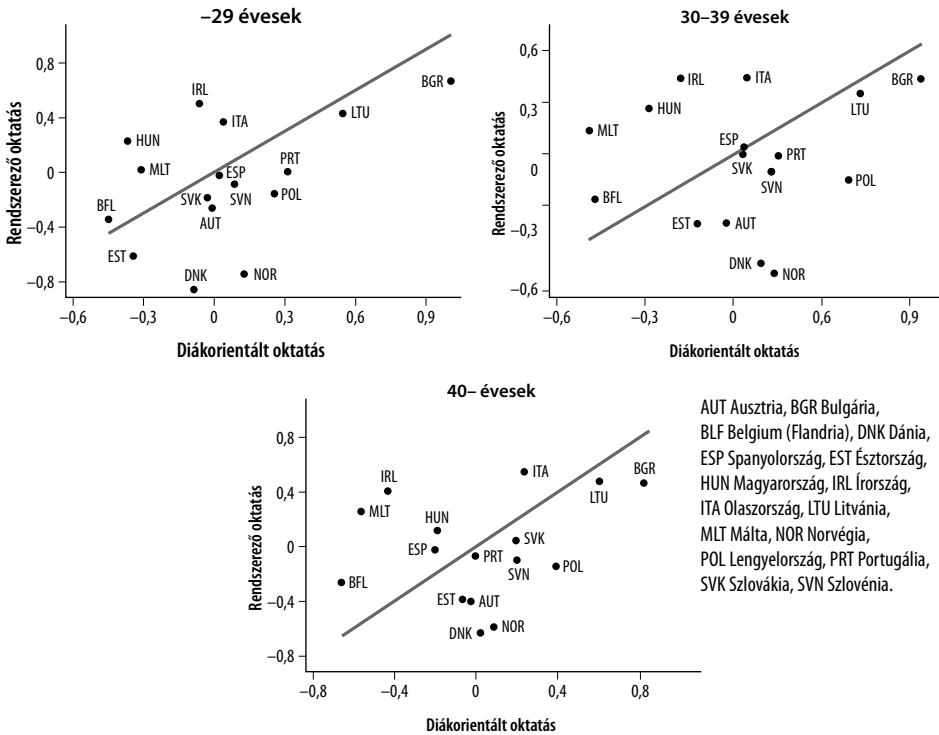 –29 évesek
Rendszerező oktatás
0,8
0,4
0
–0,4
–0,8
BGR
LTU
IRL
ITA
HUN
MLT
PRT
ESP
POL
SVK
SVN
AUT
BFL
EST
DNK
NOR
–0,6
–0,3
0
0,3
0,6
0,9
Diákorientált oktatás
30–39 évesek
Rendszerező oktatás
0,6
0,3
0
–0,3
–0,6
IRL
ITA
BGR
LTU
HUN
MLT
ESP
SVK
PRT
SVN
POL
BFL
EST
AUT
DNK
NOR
–0,6
–0,3
0
0,6
0,9
Diákorientált oktatás
40– évesek
Rendszerező oktatás
0,8
0,4
0
–0,4
–0,8
ITA
BGR
LTU
IRL
MLT
HUN
ESP
SVK
PRT
SVN
POL
BFL
EST
AUT
DNK
NOR
–0,8
–0,4
0
0,4
0,8
Diákorientált oktatás
AUT Ausztria, BGR Bulgária,
BLF Belgium (Flandria), DNK Dánia,
ESP Spanyolország, EST Észtország,
HUN Magyarország, IRL Írország,
ITA Olaszország, LTU Litvánia,
MLT Málta, NOR Norvégia,
POL Lengyelország, PRT Portugália,
SVK Szlovákia, SVN Szlovénia.